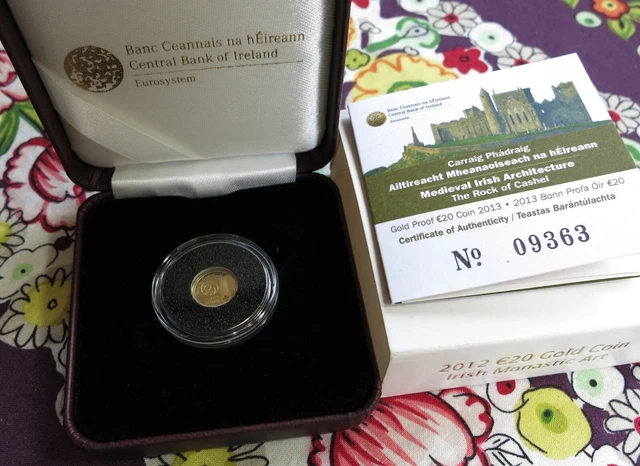 Banc Ceannais na hÉireann
Central Bank of Ireland
Eurosystem
Banc Ceannais na hÉireann
Central Bank of Ireland
Eurosystem
Carraig Phádraig
Ailtireacht Mheánaoiseach na hÉireann
Medieval Irish Architecture
The Rock of Cashel
Gold Proof €20 Coin 2013 • 2013 Bonn Profa Óir €20
Certificate of Authenticity / Teastas Barántúlachta
Nº 09363
2012 €20 Gold Coin
Irish Monastic Art